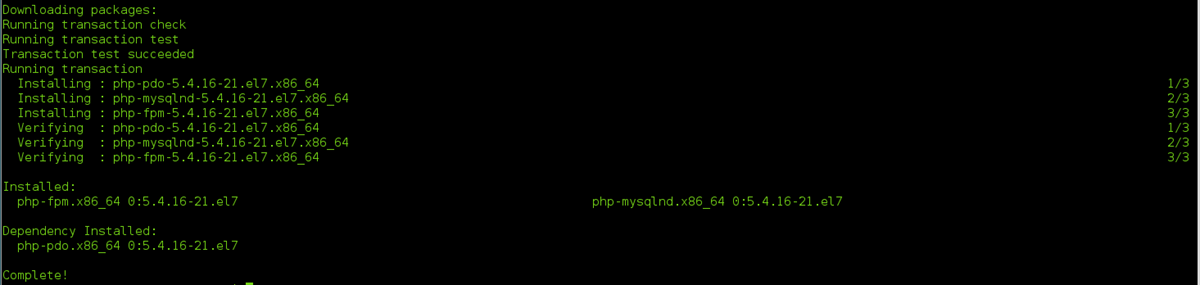 Downloading packages:
Running transaction check
Running transaction test
Transaction test succeeded
Running transaction
  Installing : php-pdo-5.4.16-21.el7.x86_64 1/3
  Installing : php-mysqlnd-5.4.16-21.el7.x86_64 2/3
  Installing : php-fpm-5.4.16-21.el7.x86_64 3/3
  Verifying  : php-pdo-5.4.16-21.el7.x86_64 1/3
  Verifying  : php-mysqlnd-5.4.16-21.el7.x86_64 2/3
  Verifying  : php-fpm-5.4.16-21.el7.x86_64 3/3
Installed:
  php-fpm.x86_64 0:5.4.16-21.el7 php-mysqlnd.x86_64 0:5.4.16-21.el7
Dependency Installed:
  php-pdo.x86_64 0:5.4.16-21.el7
Complete!